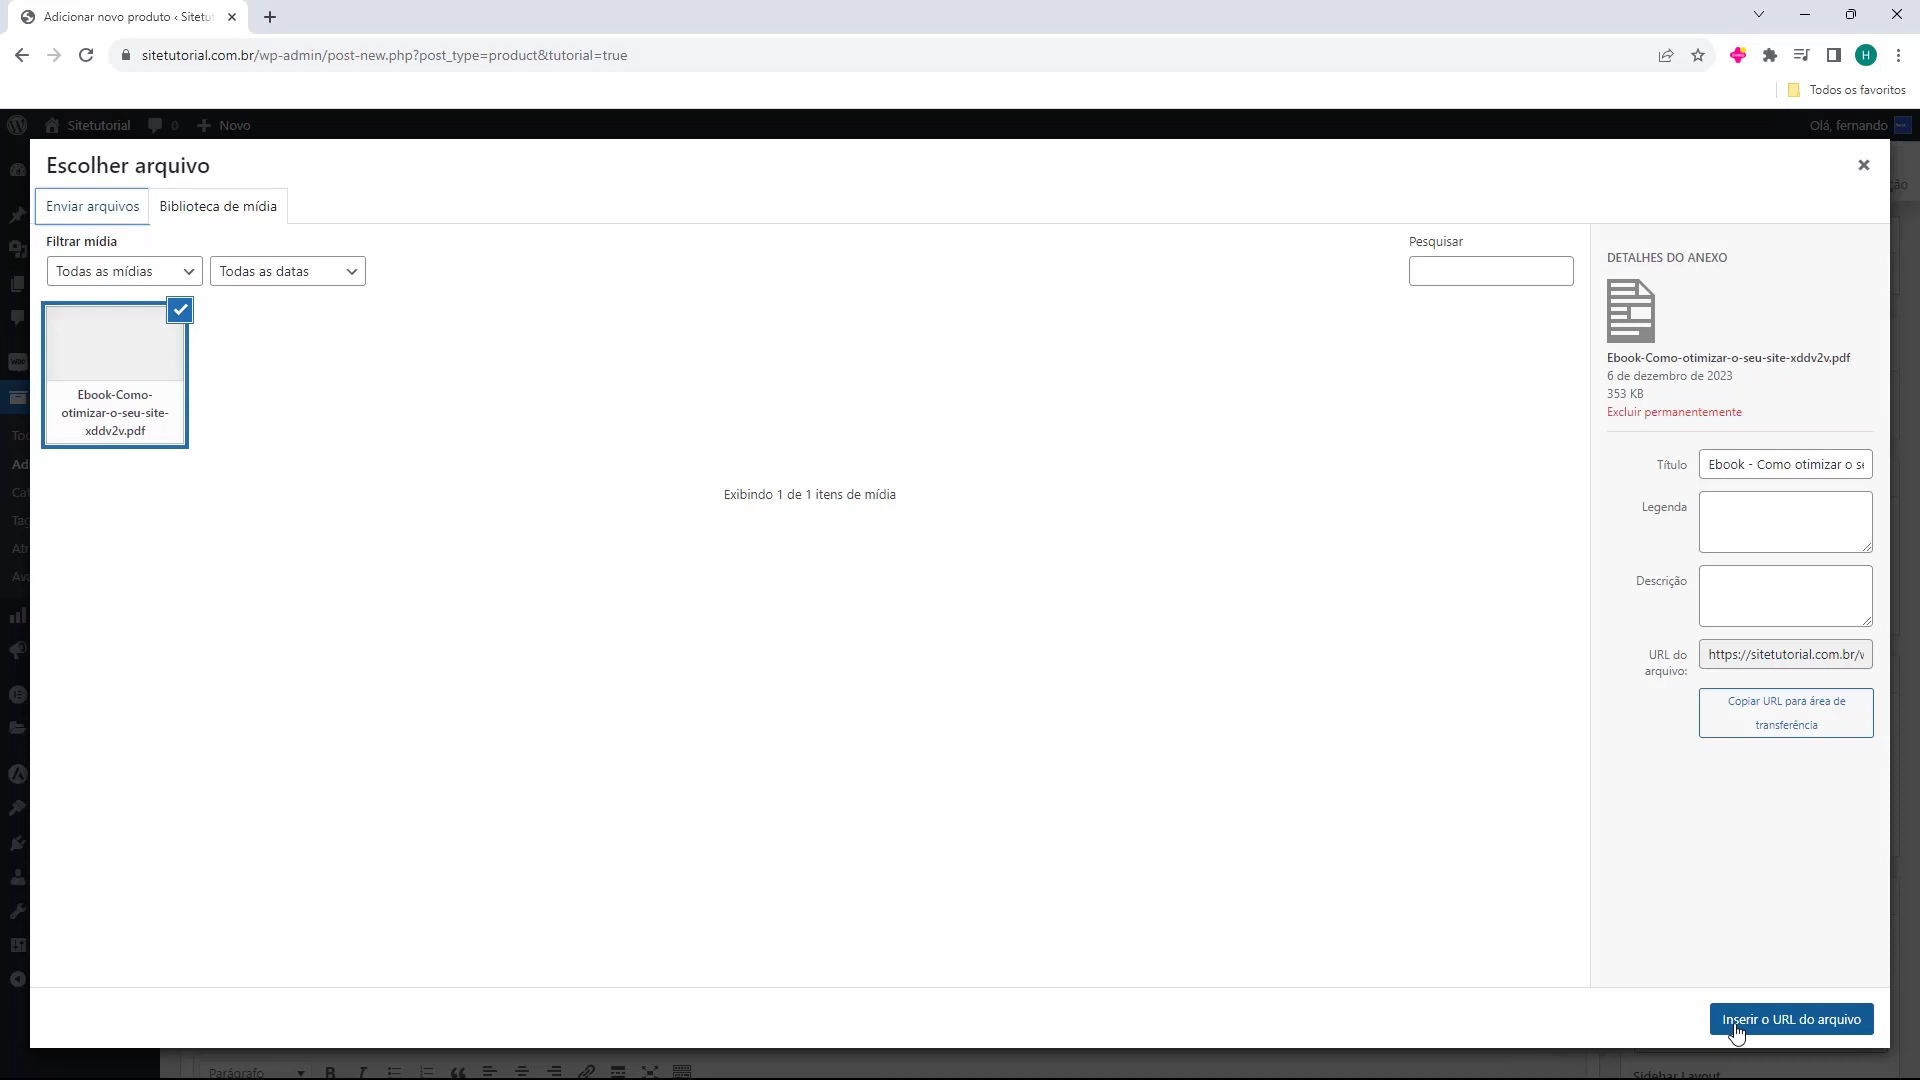 Adicionar novo produto ‹ Sitetu
sitetutorial.com.br/wp-admin/post-new.php?post_type=product&tutorial=true
H
Todos os favoritos
Sitetutorial 0 Novo
Olá, fernando
Escolher arquivo
Enviar arquivos
Biblioteca de mídia
Filtrar mídia
Todas as mídias
Todas as datas
Pesquisar
Ebook-Como-
otimizar-o-seu-site-
xddv2v.pdf
Exibindo 1 de 1 itens de mídia
DETALHES DO ANEXO
Ebook-Como-otimizar-o-seu-site-xddv2v.pdf
6 de dezembro de 2023
353 KB
Excluir permanentemente
Título
Ebook - Como otimizar o s
Legenda
Descrição
URL do
arquivo:
https://sitetutorial.com.br/
Copiar URL para área de
transferência
Inserir o URL do arquivo
Parágrafo
Sidebar Layout